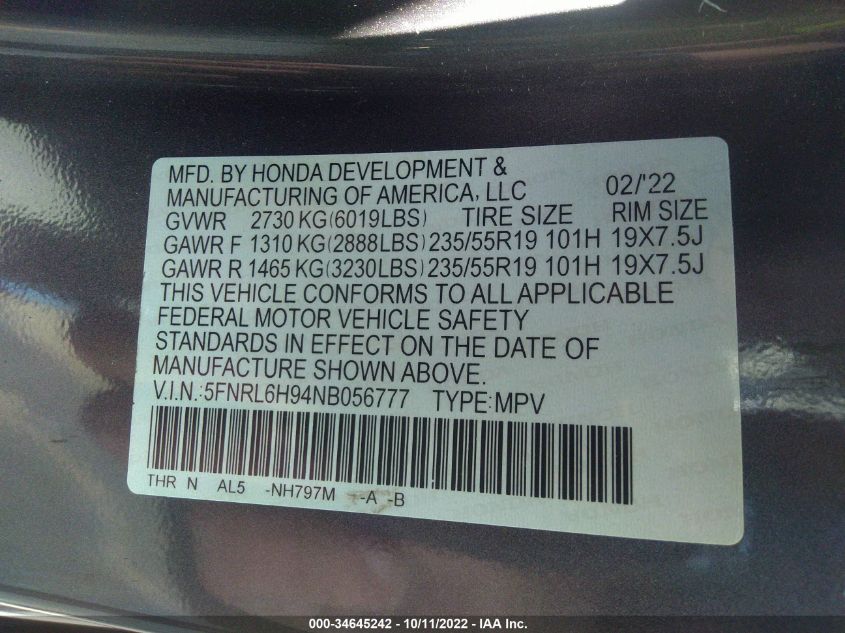 MFD. BY HONDA DEVELOPMENT &
MANUFACTURING OF AMERICA, LLC 02/'22
GVWR 2730 KG(6019LBS) TIRE SIZE RIM SIZE
GAWR F 1310 KG(2888LBS) 235/55R19 101H 19X7.5J
GAWR R 1465 KG(3230LBS) 235/55R19 101H 19X7.5J
THIS VEHICLE CONFORMS TO ALL APPLICABLE
FEDERAL MOTOR VEHICLE SAFETY
STANDARDS IN EFFECT ON THE DATE OF
MANUFACTURE SHOWN ABOVE.
V.I.N.:5FNRL6H94NB056777 TYPE:MPV
THR N AL5 -NH797M -A -B
000-34645242 - 10/11/2022 - IAA Inc.